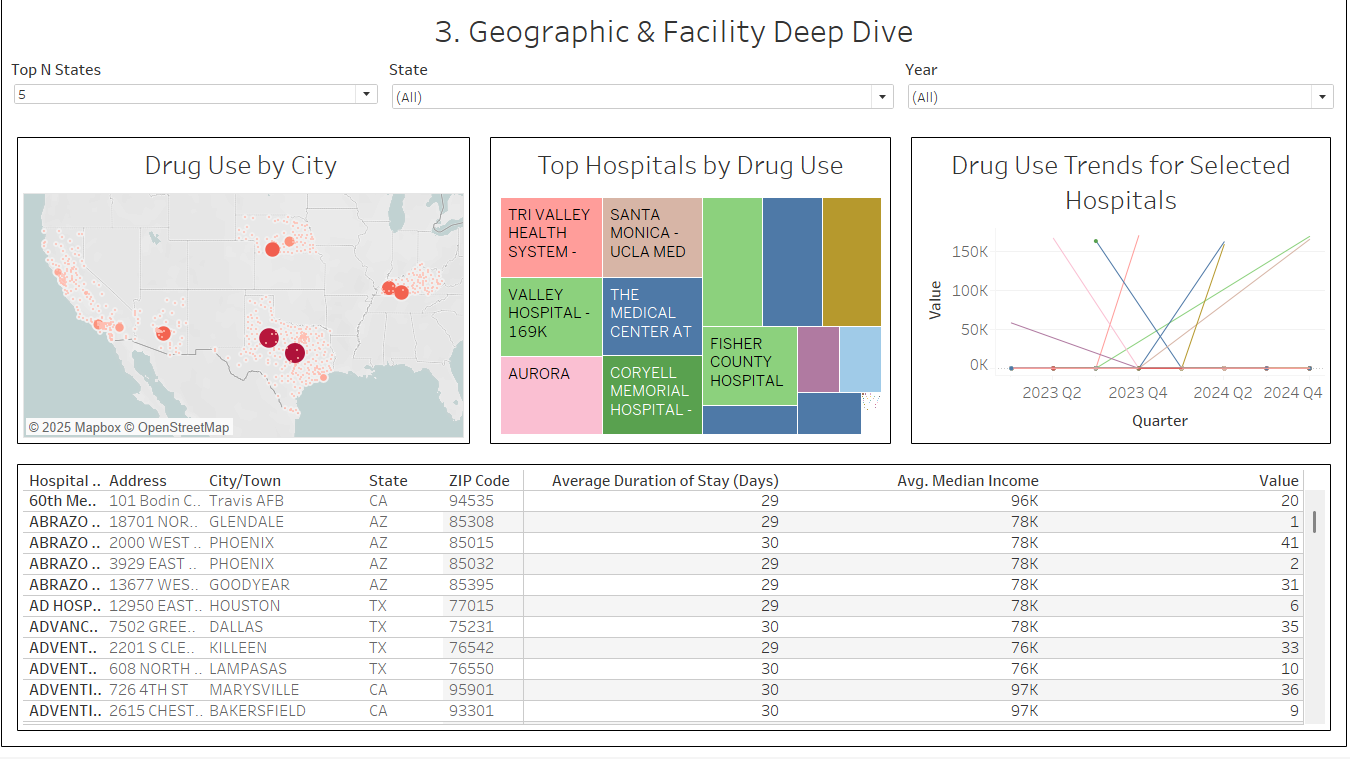 3. Geographic & Facility Deep Dive
Top N States
State
Year
5
(All)
(All)
Drug Use by City
© 2025 Mapbox © OpenStreetMap
Top Hospitals by Drug Use
TRI VALLEY
HEALTH
SYSTEM -
SANTA
MONICA -
UCLA MED
VALLEY
HOSPITAL -
169K
THE
MEDICAL
CENTER AT
AURORA
CORYELL
MEMORIAL
HOSPITAL -
FISHER
COUNTY
HOSPITAL
Drug Use Trends for Selected
Hospitals
Value
150K
100K
50K
0K
2023 Q2
2023 Q4
2024 Q2
2024 Q4
Quarter
Hospital .. Address City/Town State ZIP Code Average Duration of Stay (Days) Avg. Median Income Value
60th Me.. 101 Bodin C.. Travis AFB CA 94535 29 96K 20
ABRAZO .. 18701 NOR.. GLENDALE AZ 85308 29 78K 1
ABRAZO .. 2000 WEST .. PHOENIX AZ 85015 30 78K 41
ABRAZO .. 3929 EAST .. PHOENIX AZ 85032 29 78K 2
ABRAZO .. 13677 WES.. GOODYEAR AZ 85395 29 78K 31
AD HOSP.. 12950 EAST.. HOUSTON TX 77015 29 78K 6
ADVANC.. 7502 GREE.. DALLAS TX 75231 30 78K 35
ADVENT.. 2201 S CLE.. KILLEEN TX 76542 29 76K 33
ADVENT.. 608 NORTH .. LAMPASAS TX 76550 30 76K 10
ADVENTI.. 726 4TH ST MARYSVILLE CA 95901 30 97K 36
ADVENTI.. 2615 CHEST.. BAKERSFIELD CA 93301 30 97K 9